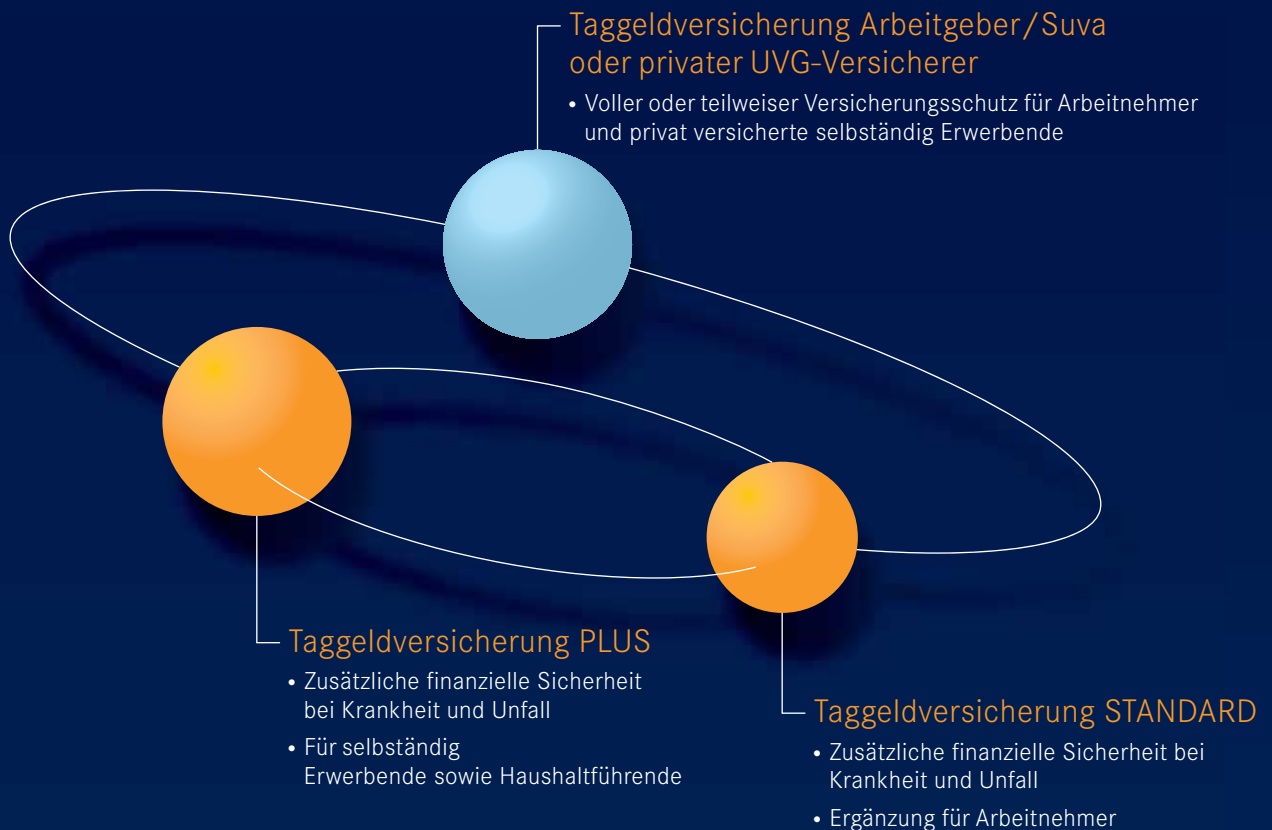 Taggeldversicherung Arbeitgeber/Suva
oder privater UVG-Versicherer
• Voller oder teilweiser Versicherungsschutz für Arbeitnehmer
und privat versicherte selbständig Erwerbende
Taggeldversicherung PLUS
• Zusätzliche finanzielle Sicherheit
bei Krankheit und Unfall
• Für selbständig
Erwerbende sowie Haushaltführende
Taggeldversicherung STANDARD
• Zusätzliche finanzielle Sicherheit bei
Krankheit und Unfall
• Ergänzung für Arbeitnehmer